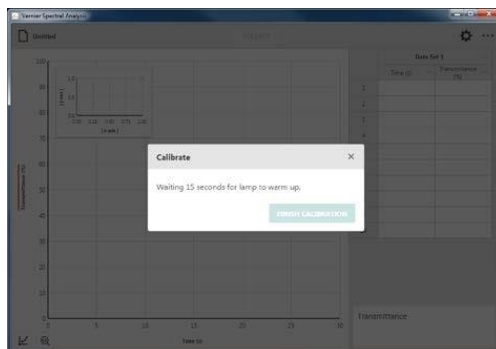 Vernier Spectral Analysis
Untitled
Data Set 1
Time (s)
Transmittance
(%)
1
2
3
100
90
80
70
60
50
40
30
20
10
0
Transmittance (%)
Calibrate
Waiting 15 seconds for lamp to warm up.
FINISH CALIBRATION
0
5
10
15
20
25
30
Time (s)
Transmittance